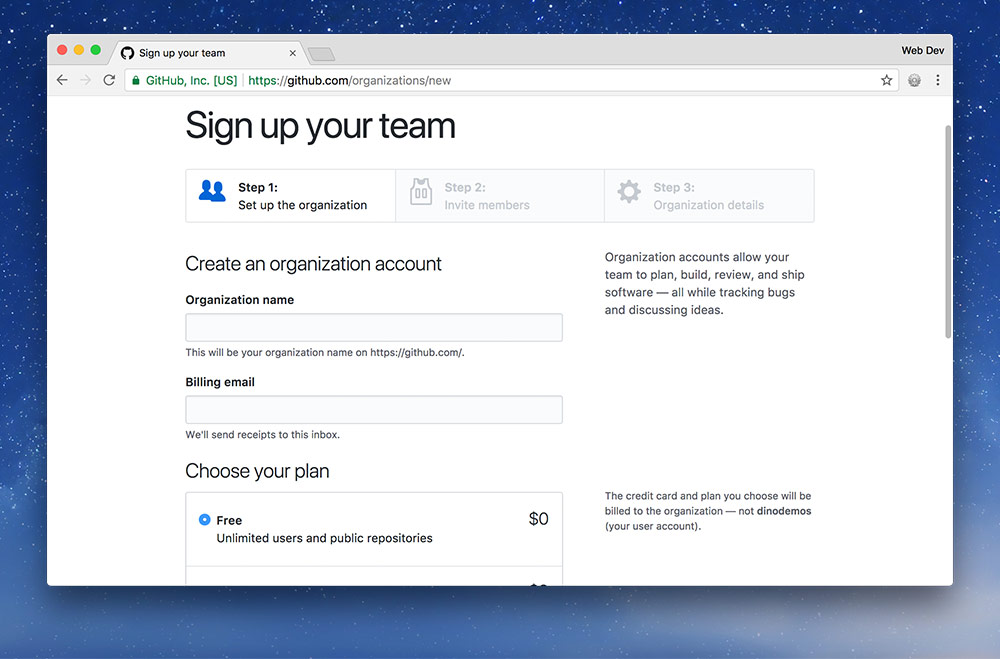 Sign up your team
Web Dev
GitHub, Inc. [US] https://github.com/organizations/new
Sign up your team
Step 1:
Set up the organization
Step 2:
Invite members
Step 3:
Organization details
Create an organization account
Organization name
This will be your organization name on https://github.com/.
Billing email
We'll send receipts to this inbox.
Organization accounts allow your
team to plan, build, review, and ship
software — all while tracking bugs
and discussing ideas.
Choose your plan
Free
$0
Unlimited users and public repositories
The credit card and plan you choose will be
billed to the organization — not dinodemos
(your user account).